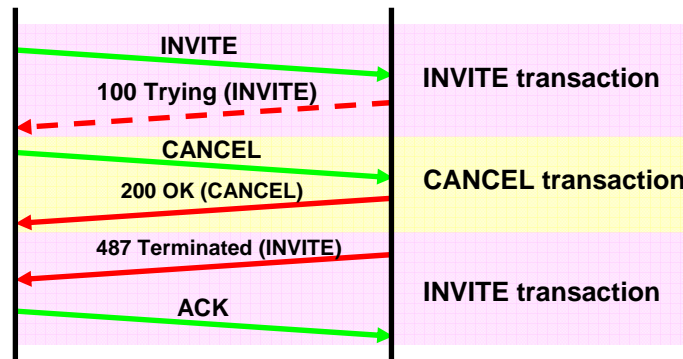 INVITE
INVITE transaction
100 Trying (INVITE)
CANCEL
CANCEL transaction
200 OK (CANCEL)
487 Terminated (INVITE)
INVITE transaction
ACK